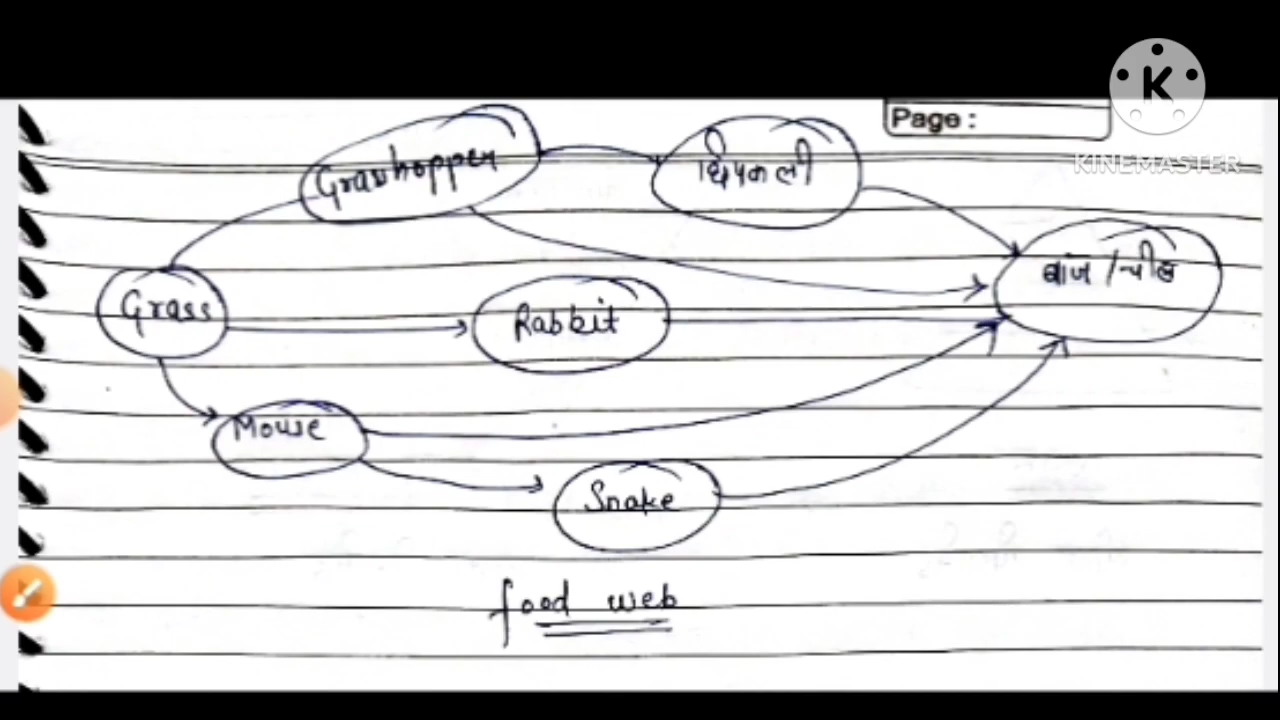 K
Page :
KINEMASTER
Grasshopper
छिपकली
बाज / चील
Grass
Rabbit
Mouse
Snake
food web